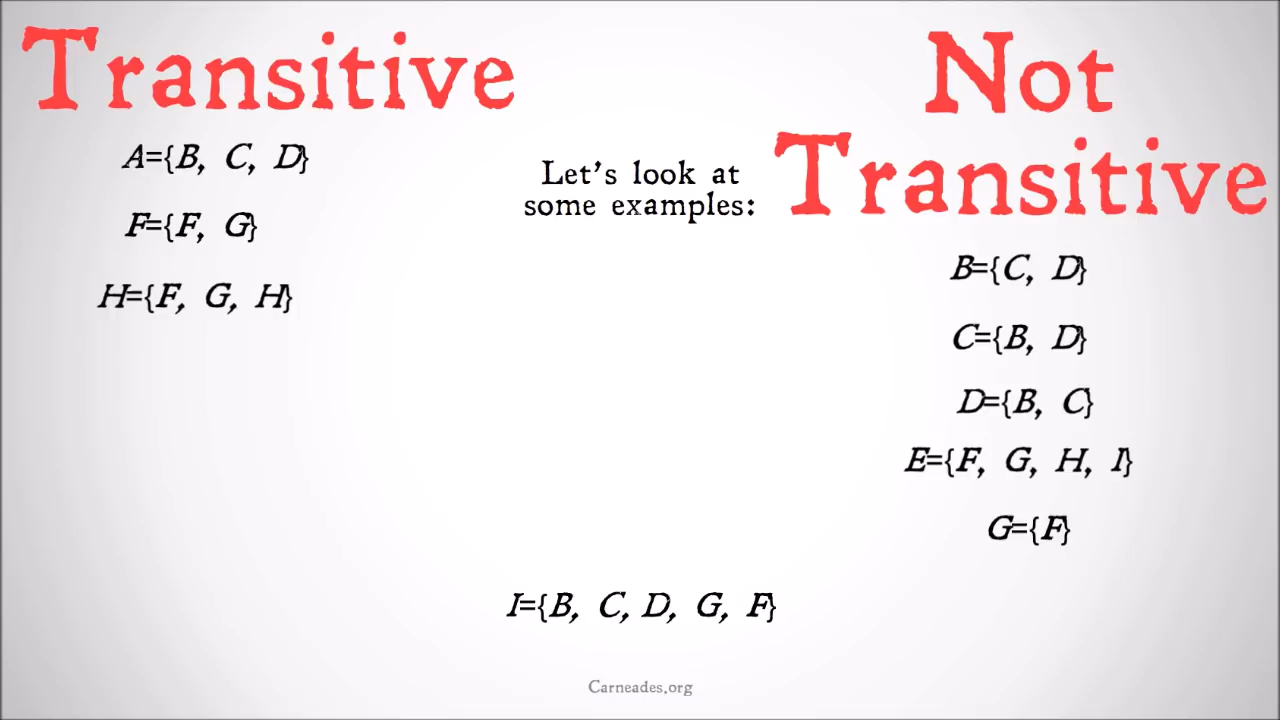 Transitive
A={B, C, D}
F={F, G}
H={F, G, H}
Let's look at
some examples:
Not
Transitive
B={C, D}
C={B, D}
D={B, C}
E={F, G, H, I}
G={F}
I={B, C, D, G, F}
Carneades.org